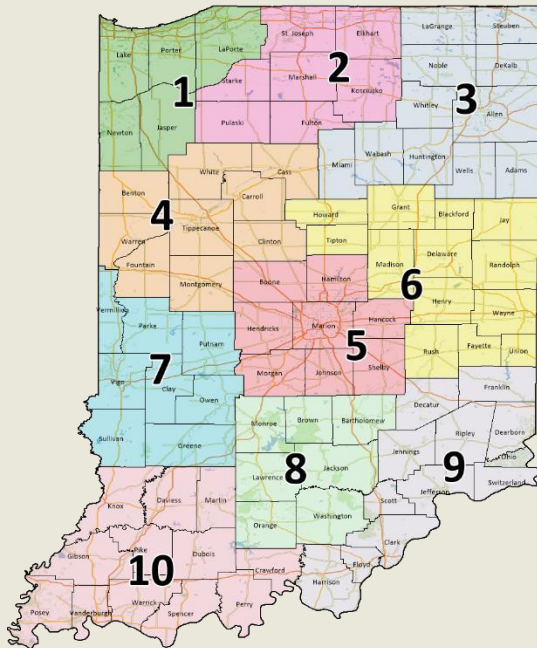 LaGrange
Steuben
St. Joseph
Elkhart
LaPorte
Porter
Lake
2
Noble
DeKalb
Starke
Marshall
Kosciusko
1
3
Whitley
Allen
Newton
Jasper
Pulaski
Fulton
Miami
Wabash
Huntington
Wells
Adams
White
Cass
Benton
Carroll
4
Howard
Grant
Blackford
Jay
Warren
Tippecanoe
Clinton
Tipton
Madison
Delaware
Randolph
Fountain
Montgomery
Boone
Hamilton
6
Henry
Vermillion
Parke
Putnam
Hendricks
Marion
Hancock
Wayne
7
5
Rush
Fayette
Union
Vigo
Clay
Owen
Morgan
Johnson
Shelby
Franklin
Sullivan
Greene
Monroe
Brown
Bartholomew
Decatur
Ripley
Dearborn
8
Jennings
9
Ohio
Lawrence
Jackson
Jefferson
Switzerland
Knox
Daviess
Martin
Orange
Washington
Scott
Clark
Gibson
Pike
Dubois
10
Crawford
Harrison
Floyd
Posey
Vanderburgh
Warrick
Spencer
Perry